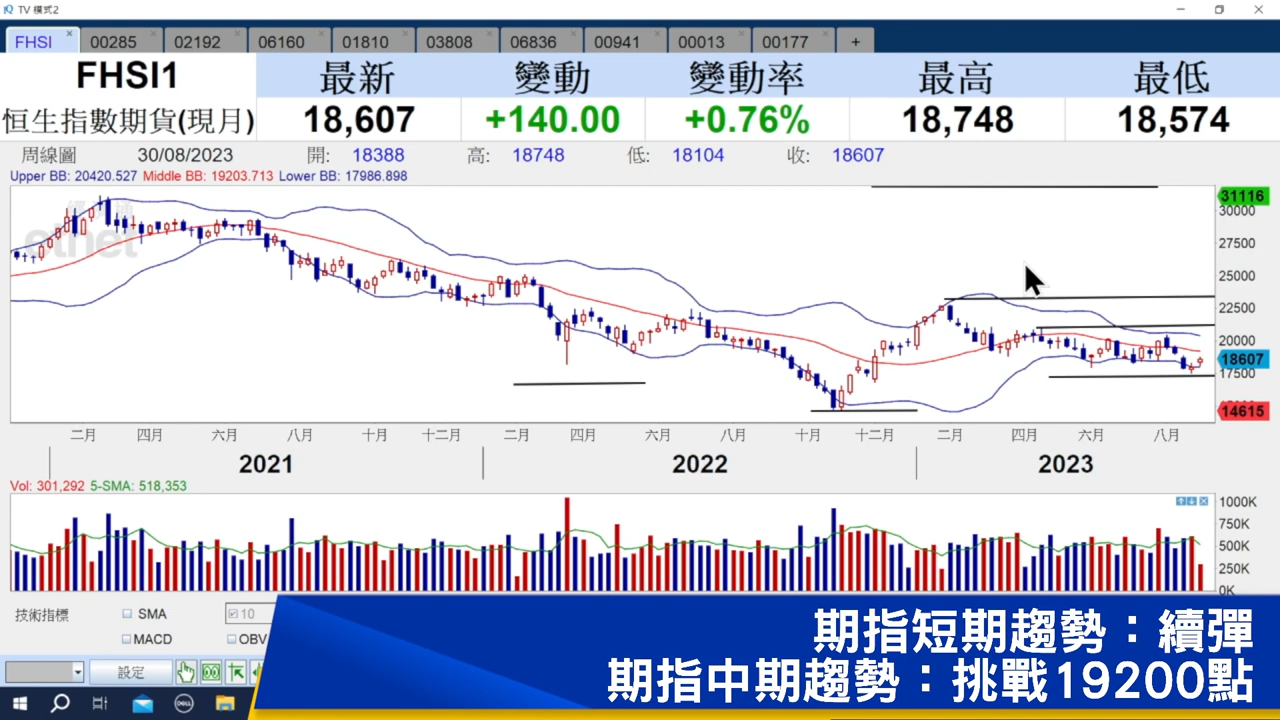 TV 模式2
FHSI 00285 02192 06160 01810 03808 06836 00941 00013 00177 +
FHSI1 最新 變動 變動率 最高 最低
恒生指數期貨(現月) 18,607 +140.00 +0.76% 18,748 18,574
周線圖 30/08/2023 開: 18388 高: 18748 低: 18104 收: 18607
Upper BB: 20420.527 Middle BB: 19203.713 Lower BB: 17986.898
etnet
31116
30000
27500
25000
22500
20000
18607
17500
14615
二月 四月 六月 八月 十月 十二月 二月 四月 六月 八月 十月 十二月 二月 四月 六月 八月
2021 2022 2023
Vol: 301,292 5-SMA: 518,353
1000K
750K
500K
250K
0K
技術指標 SMA 10
MACD OBV
設定
DELL
期指短期趨勢：續彈
期指中期趨勢：挑戰19200點